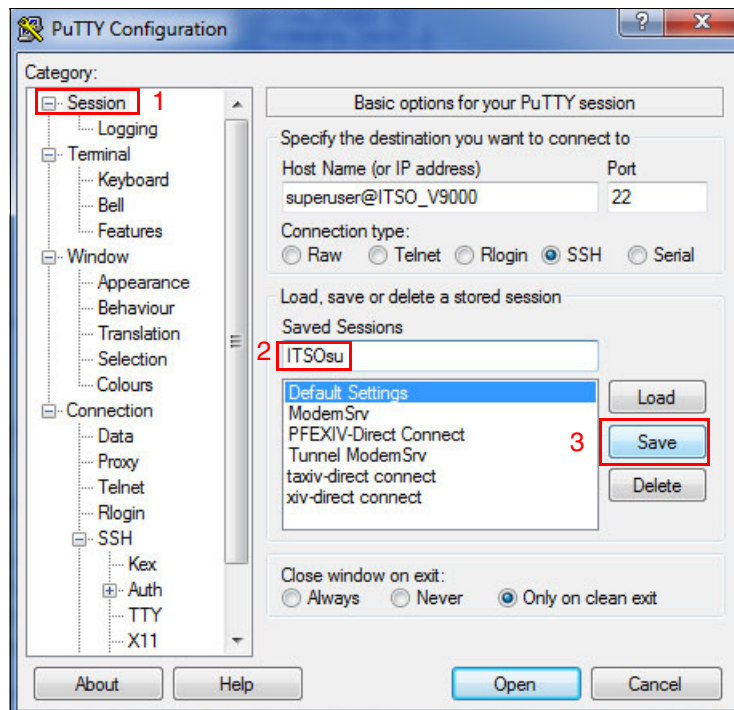 PuTTY Configuration
?
X
Category:
Session 1
Logging
Terminal
Keyboard
Bell
Features
Window
Appearance
Behaviour
Translation
Selection
Colours
Connection
Data
Proxy
Telnet
Rlogin
SSH
Kex
Auth
TTY
X11
Basic options for your PuTTY session
Specify the destination you want to connect to
Host Name (or IP address) Port
superuser@ITSO_V9000 22
Connection type:
Raw Telnet Rlogin SSH Serial
Load, save or delete a stored session
Saved Sessions
2 ITSOsu
Default Settings
ModemSrv
PFEXIV-Direct Connect
Tunnel ModemSrv
taxiv-direct connect
xiv-direct connect
Load
3 Save
Delete
Close window on exit:
Always Never Only on clean exit
About Help Open Cancel